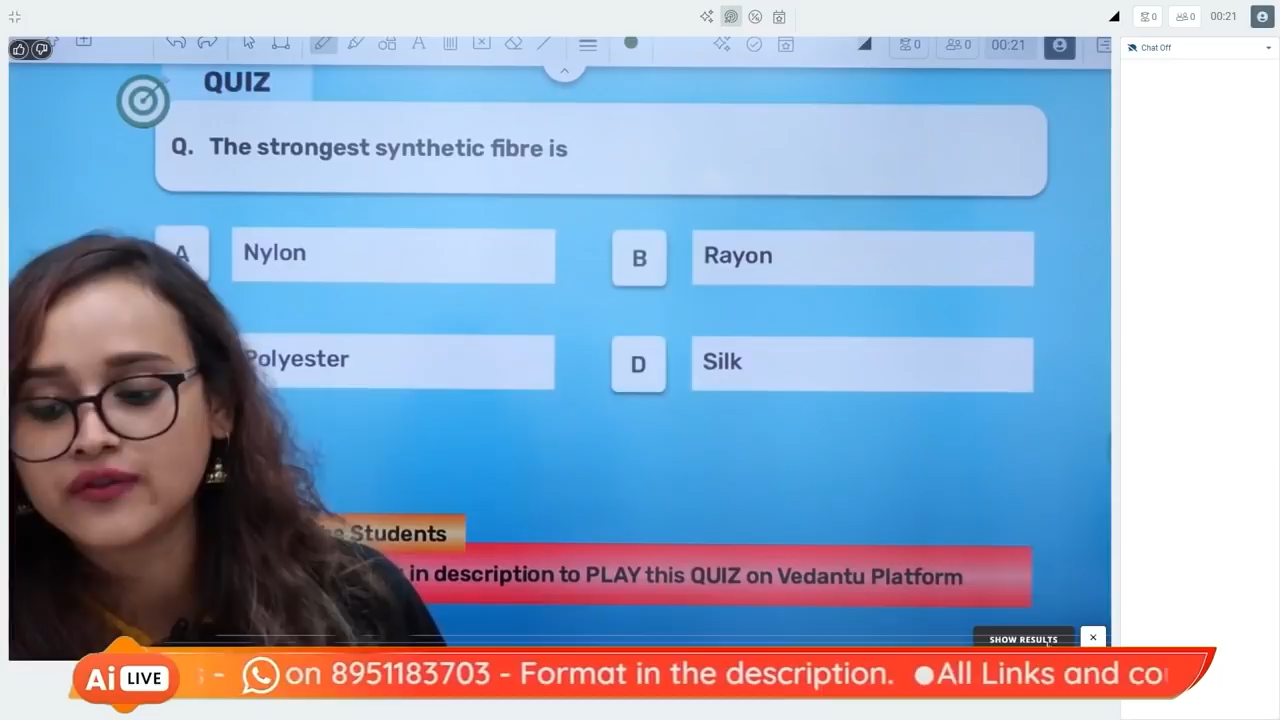 00:21
0
0
00:21
Chat Off
QUIZ
Q. The strongest synthetic fibre is
A Nylon
B Rayon
Polyester
D Silk
Students
in description to PLAY this QUIZ on Vedantu Platform
SHOW RESULTS
Ai LIVE
- on 8951183703 - Format in the description. ●All Links and co